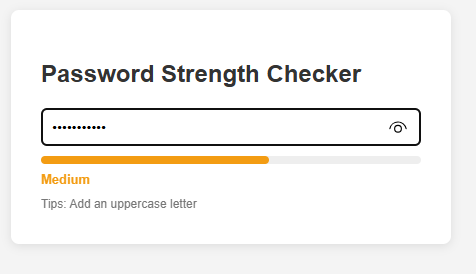 Password Strength Checker
•••••••••••
Medium
Tips: Add an uppercase letter